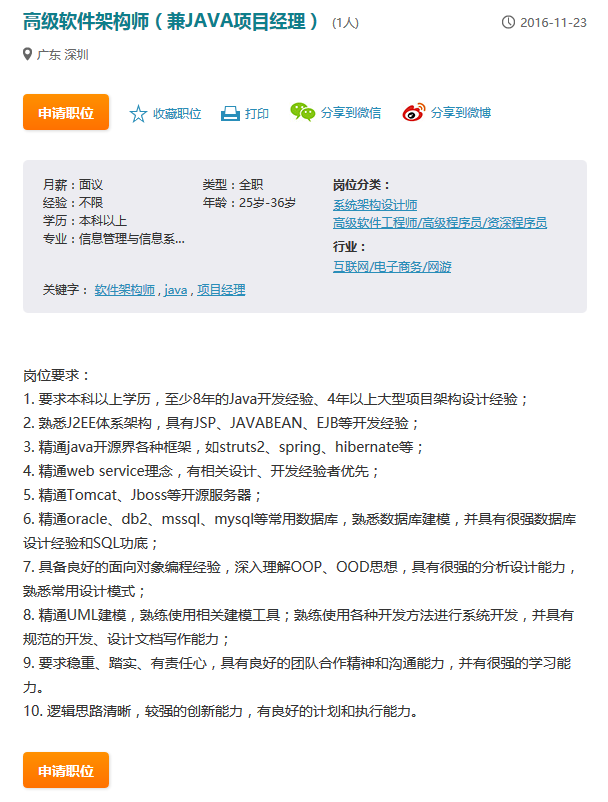 高级软件架构师（兼JAVA项目经理） (1人) 2016-11-23
广东 深圳
申请职位 收藏职位 打印 分享到微信 分享到微博
月薪：面议 类型：全职 岗位分类：
经验：不限 年龄：25岁-36岁 系统架构设计师
学历：本科以上 高级软件工程师/高级程序员/资深程序员
专业：信息管理与信息系... 行业：
互联网/电子商务/网游
关键字： 软件架构师 , java , 项目经理
岗位要求：
1. 要求本科以上学历，至少8年的Java开发经验、4年以上大型项目架构设计经验；
2. 熟悉J2EE体系架构，具有JSP、JAVABEAN、EJB等开发经验；
3. 精通java开源界各种框架，如struts2、spring、hibernate等；
4. 精通web service理念，有相关设计、开发经验者优先；
5. 精通Tomcat、Jboss等开源服务器；
6. 精通oracle、db2、mssql、mysql等常用数据库，熟悉数据库建模，并具有很强数据库
设计经验和SQL功底；
7. 具备良好的面向对象编程经验，深入理解OOP、OOD思想，具有很强的分析设计能力，
熟悉常用设计模式；
8. 精通UML建模，熟练使用相关建模工具；熟练使用各种开发方法进行系统开发，并具有
规范的开发、设计文档写作能力；
9. 要求稳重、踏实、有责任心，具有良好的团队合作精神和沟通能力，并有很强的学习能
力。
10. 逻辑思路清晰，较强的创新能力，有良好的计划和执行能力。
申请职位